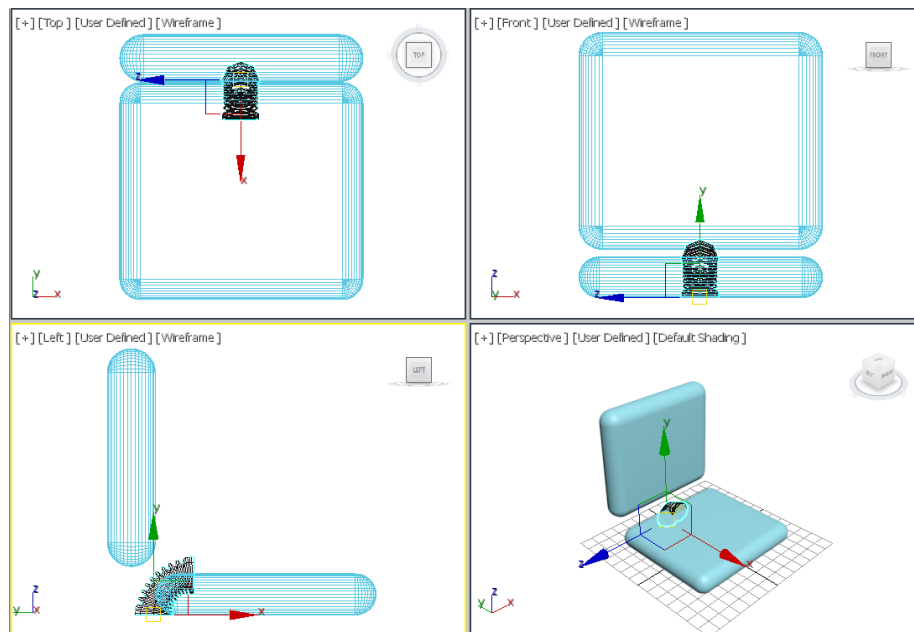 [+] [Top] [User Defined] [Wireframe]
TOP
z
x
y
z
x
[+] [Front] [User Defined] [Wireframe]
FRONT
y
z
z
y
x
[+] [Left] [User Defined] [Wireframe]
LEFT
y
x
z
y
x
[+] [Perspective] [User Defined] [Default Shading]
y
z
x
z
y
x